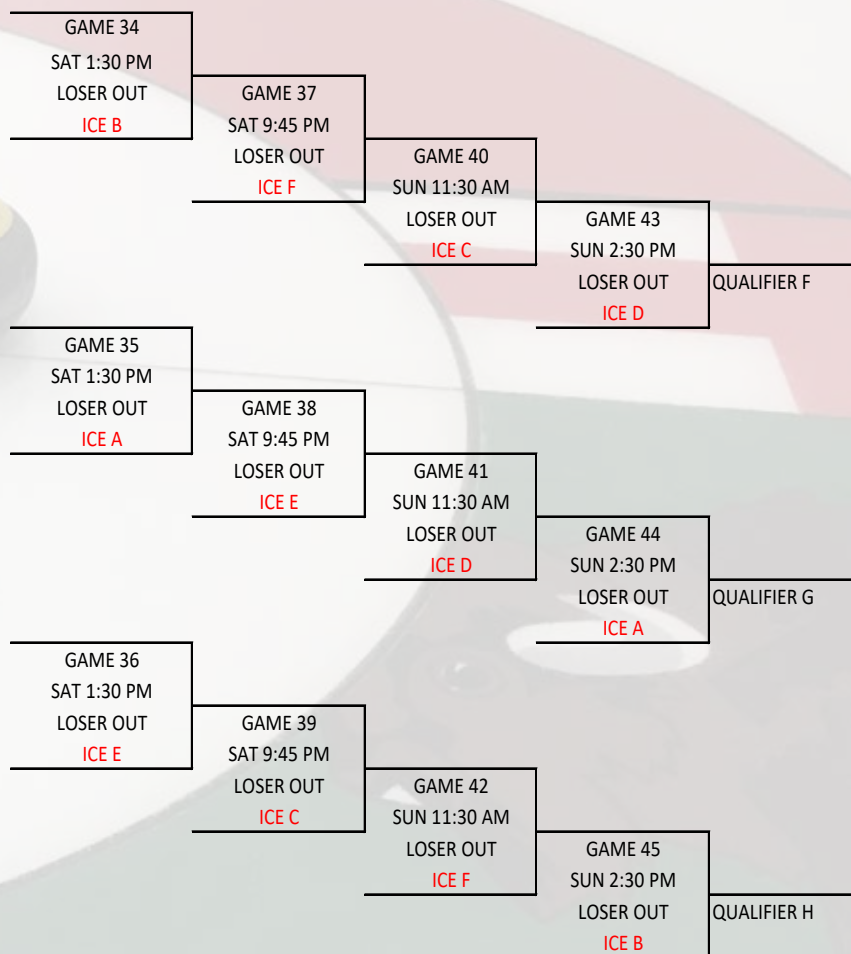 GAME 34
SAT 1:30 PM
LOSER OUT
ICE B
GAME 37
SAT 9:45 PM
LOSER OUT
ICE F
GAME 40
SUN 11:30 AM
LOSER OUT
ICE C
GAME 43
SUN 2:30 PM
LOSER OUT
ICE D
QUALIFIER F
GAME 35
SAT 1:30 PM
LOSER OUT
ICE A
GAME 38
SAT 9:45 PM
LOSER OUT
ICE E
GAME 41
SUN 11:30 AM
LOSER OUT
ICE D
GAME 44
SUN 2:30 PM
LOSER OUT
ICE A
QUALIFIER G
GAME 36
SAT 1:30 PM
LOSER OUT
ICE E
GAME 39
SAT 9:45 PM
LOSER OUT
ICE C
GAME 42
SUN 11:30 AM
LOSER OUT
ICE F
GAME 45
SUN 2:30 PM
LOSER OUT
ICE B
QUALIFIER H